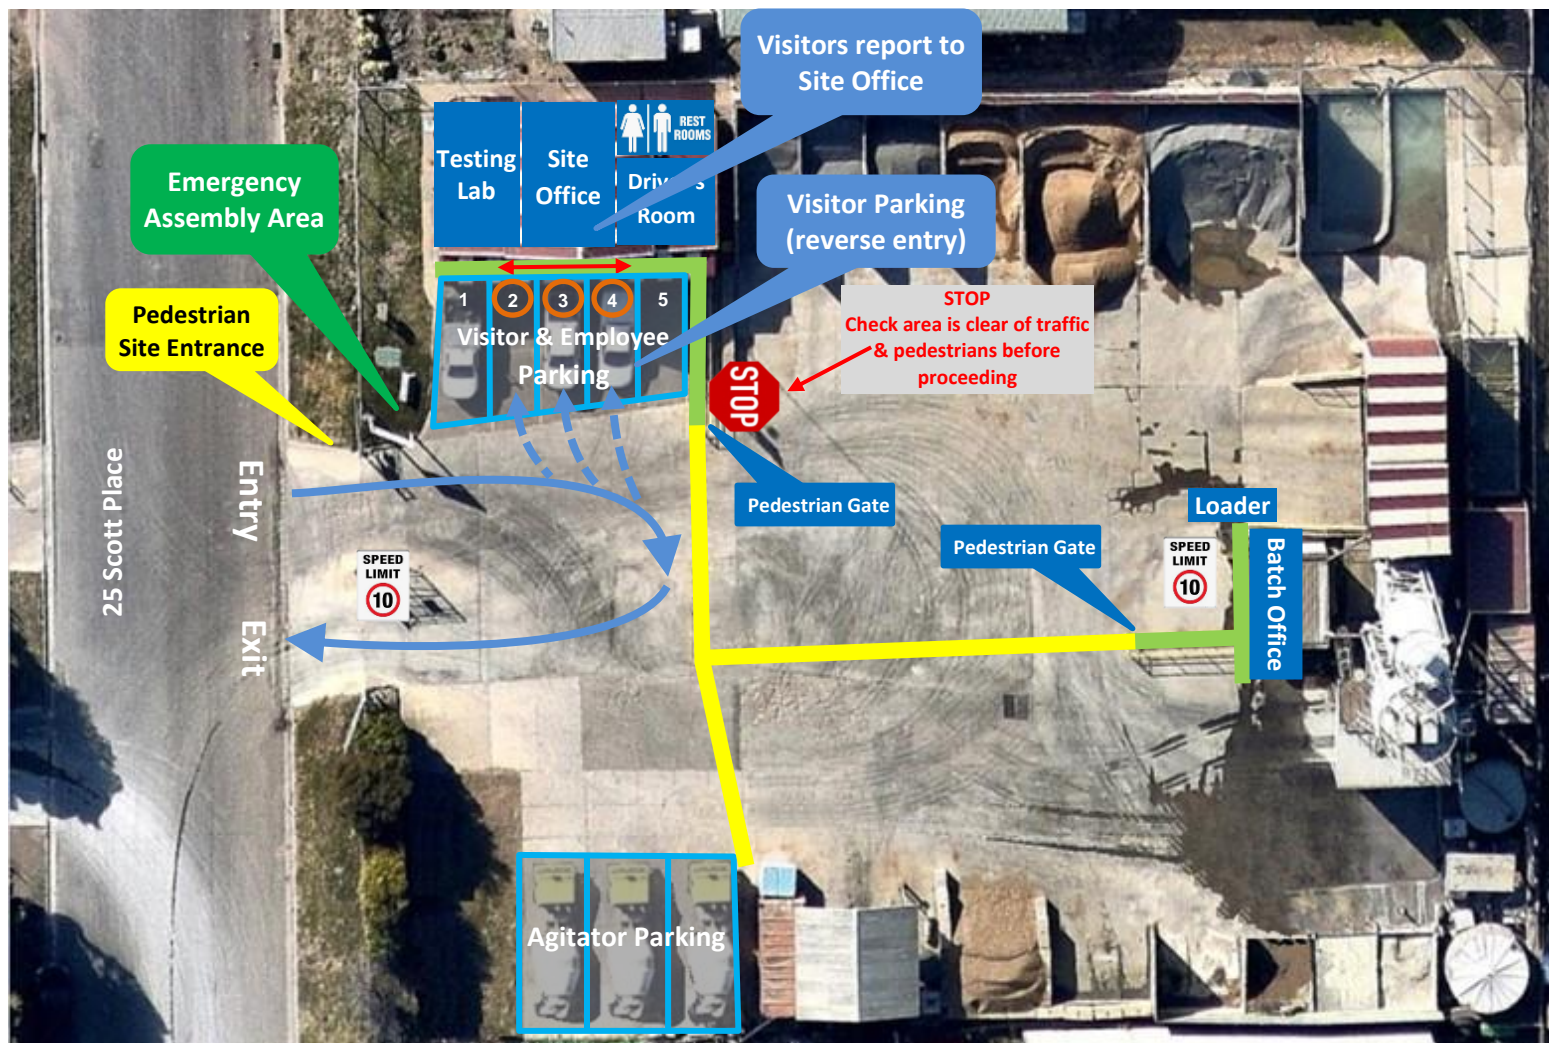 Visitors report to
Site Office
REST
ROOMS
Testing
Lab
Site
Office
Driver's
Room
Emergency
Assembly Area
Visitor Parking
(reverse entry)
Pedestrian
Site Entrance
1
2
3
4
5
Visitor & Employee
Parking
STOP
Check area is clear of traffic
& pedestrians before
proceeding
STOP
Pedestrian Gate
Entry
25 Scott Place
Exit
SPEED
LIMIT
10
Pedestrian Gate
Loader
SPEED
LIMIT
10
Batch Office
Agitator Parking